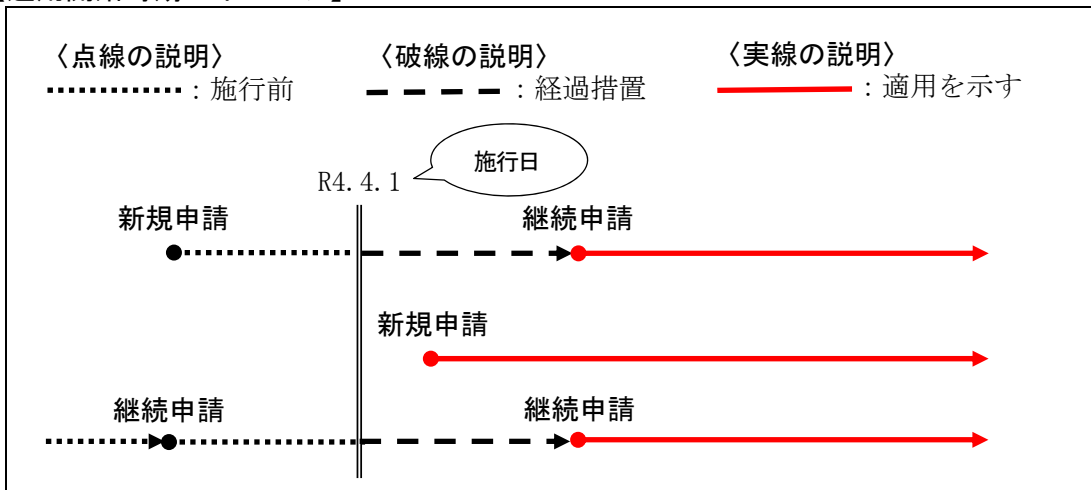 〈点線の説明〉 〈破線の説明〉 〈実線の説明〉
：施行前 ：経過措置 ：適用を示す
施行日
R4.4.1
新規申請 継続申請
新規申請
継続申請 継続申請